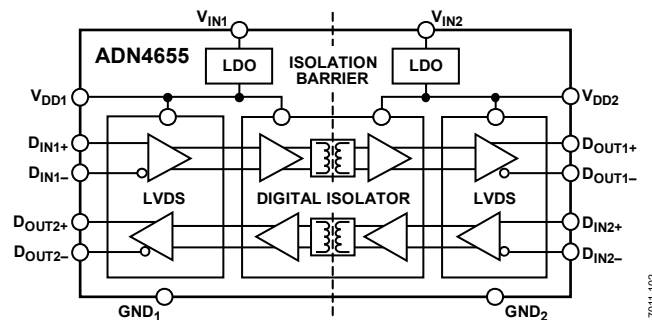 VIN1
VIN2
ADN4655
LDO
ISOLATION
BARRIER
LDO
VDD1
VDD2
DIN1+
DOUT1+
DIN1–
DOUT1–
LVDS
DIGITAL ISOLATOR
LVDS
DOUT2+
DIN2+
DOUT2–
DIN2–
GND1
GND2